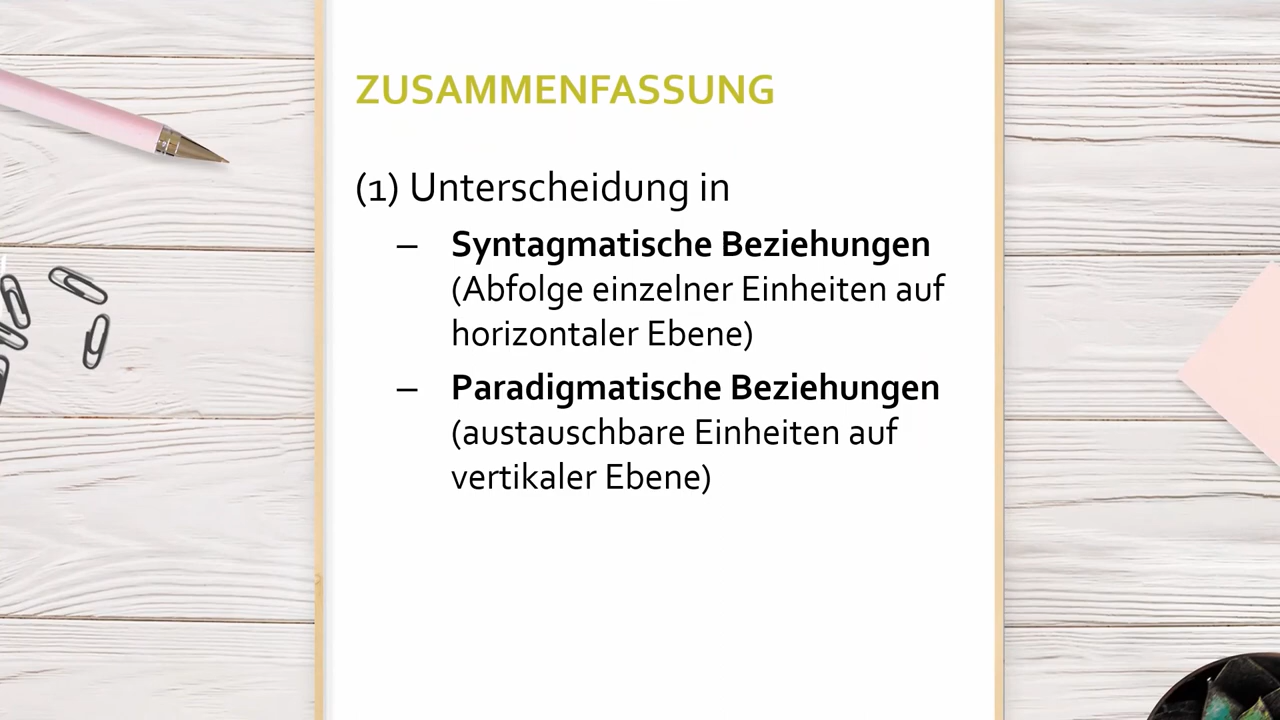 ZUSAMMENFASSUNG
(1) Unterscheidung in
– Syntagmatische Beziehungen
(Abfolge einzelner Einheiten auf
horizontaler Ebene)
– Paradigmatische Beziehungen
(austauschbare Einheiten auf
vertikaler Ebene)